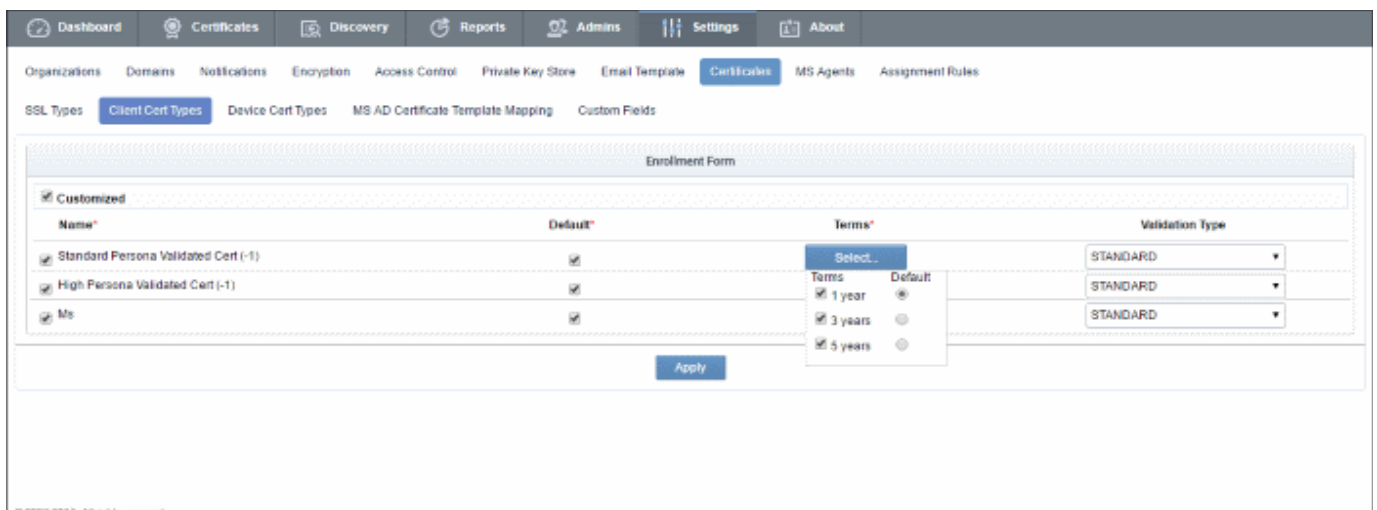 Dashboard Certificates Discovery Reports Admins Settings About
Organizations Domains Notifications Encryption Access Control Private Key Store Email Template Certificates MS Agents Assignment Rules
SSL Types Client Cert Types Device Cert Types MS AD Certificate Template Mapping Custom Fields
Enrollment Form
Customized
Name* Default* Terms* Validation Type
Standard Persona Validated Cert (-1) Select... STANDARD
High Persona Validated Cert (-1) STANDARD
Ms STANDARD
Terms Default
1 year
3 years
5 years
Apply